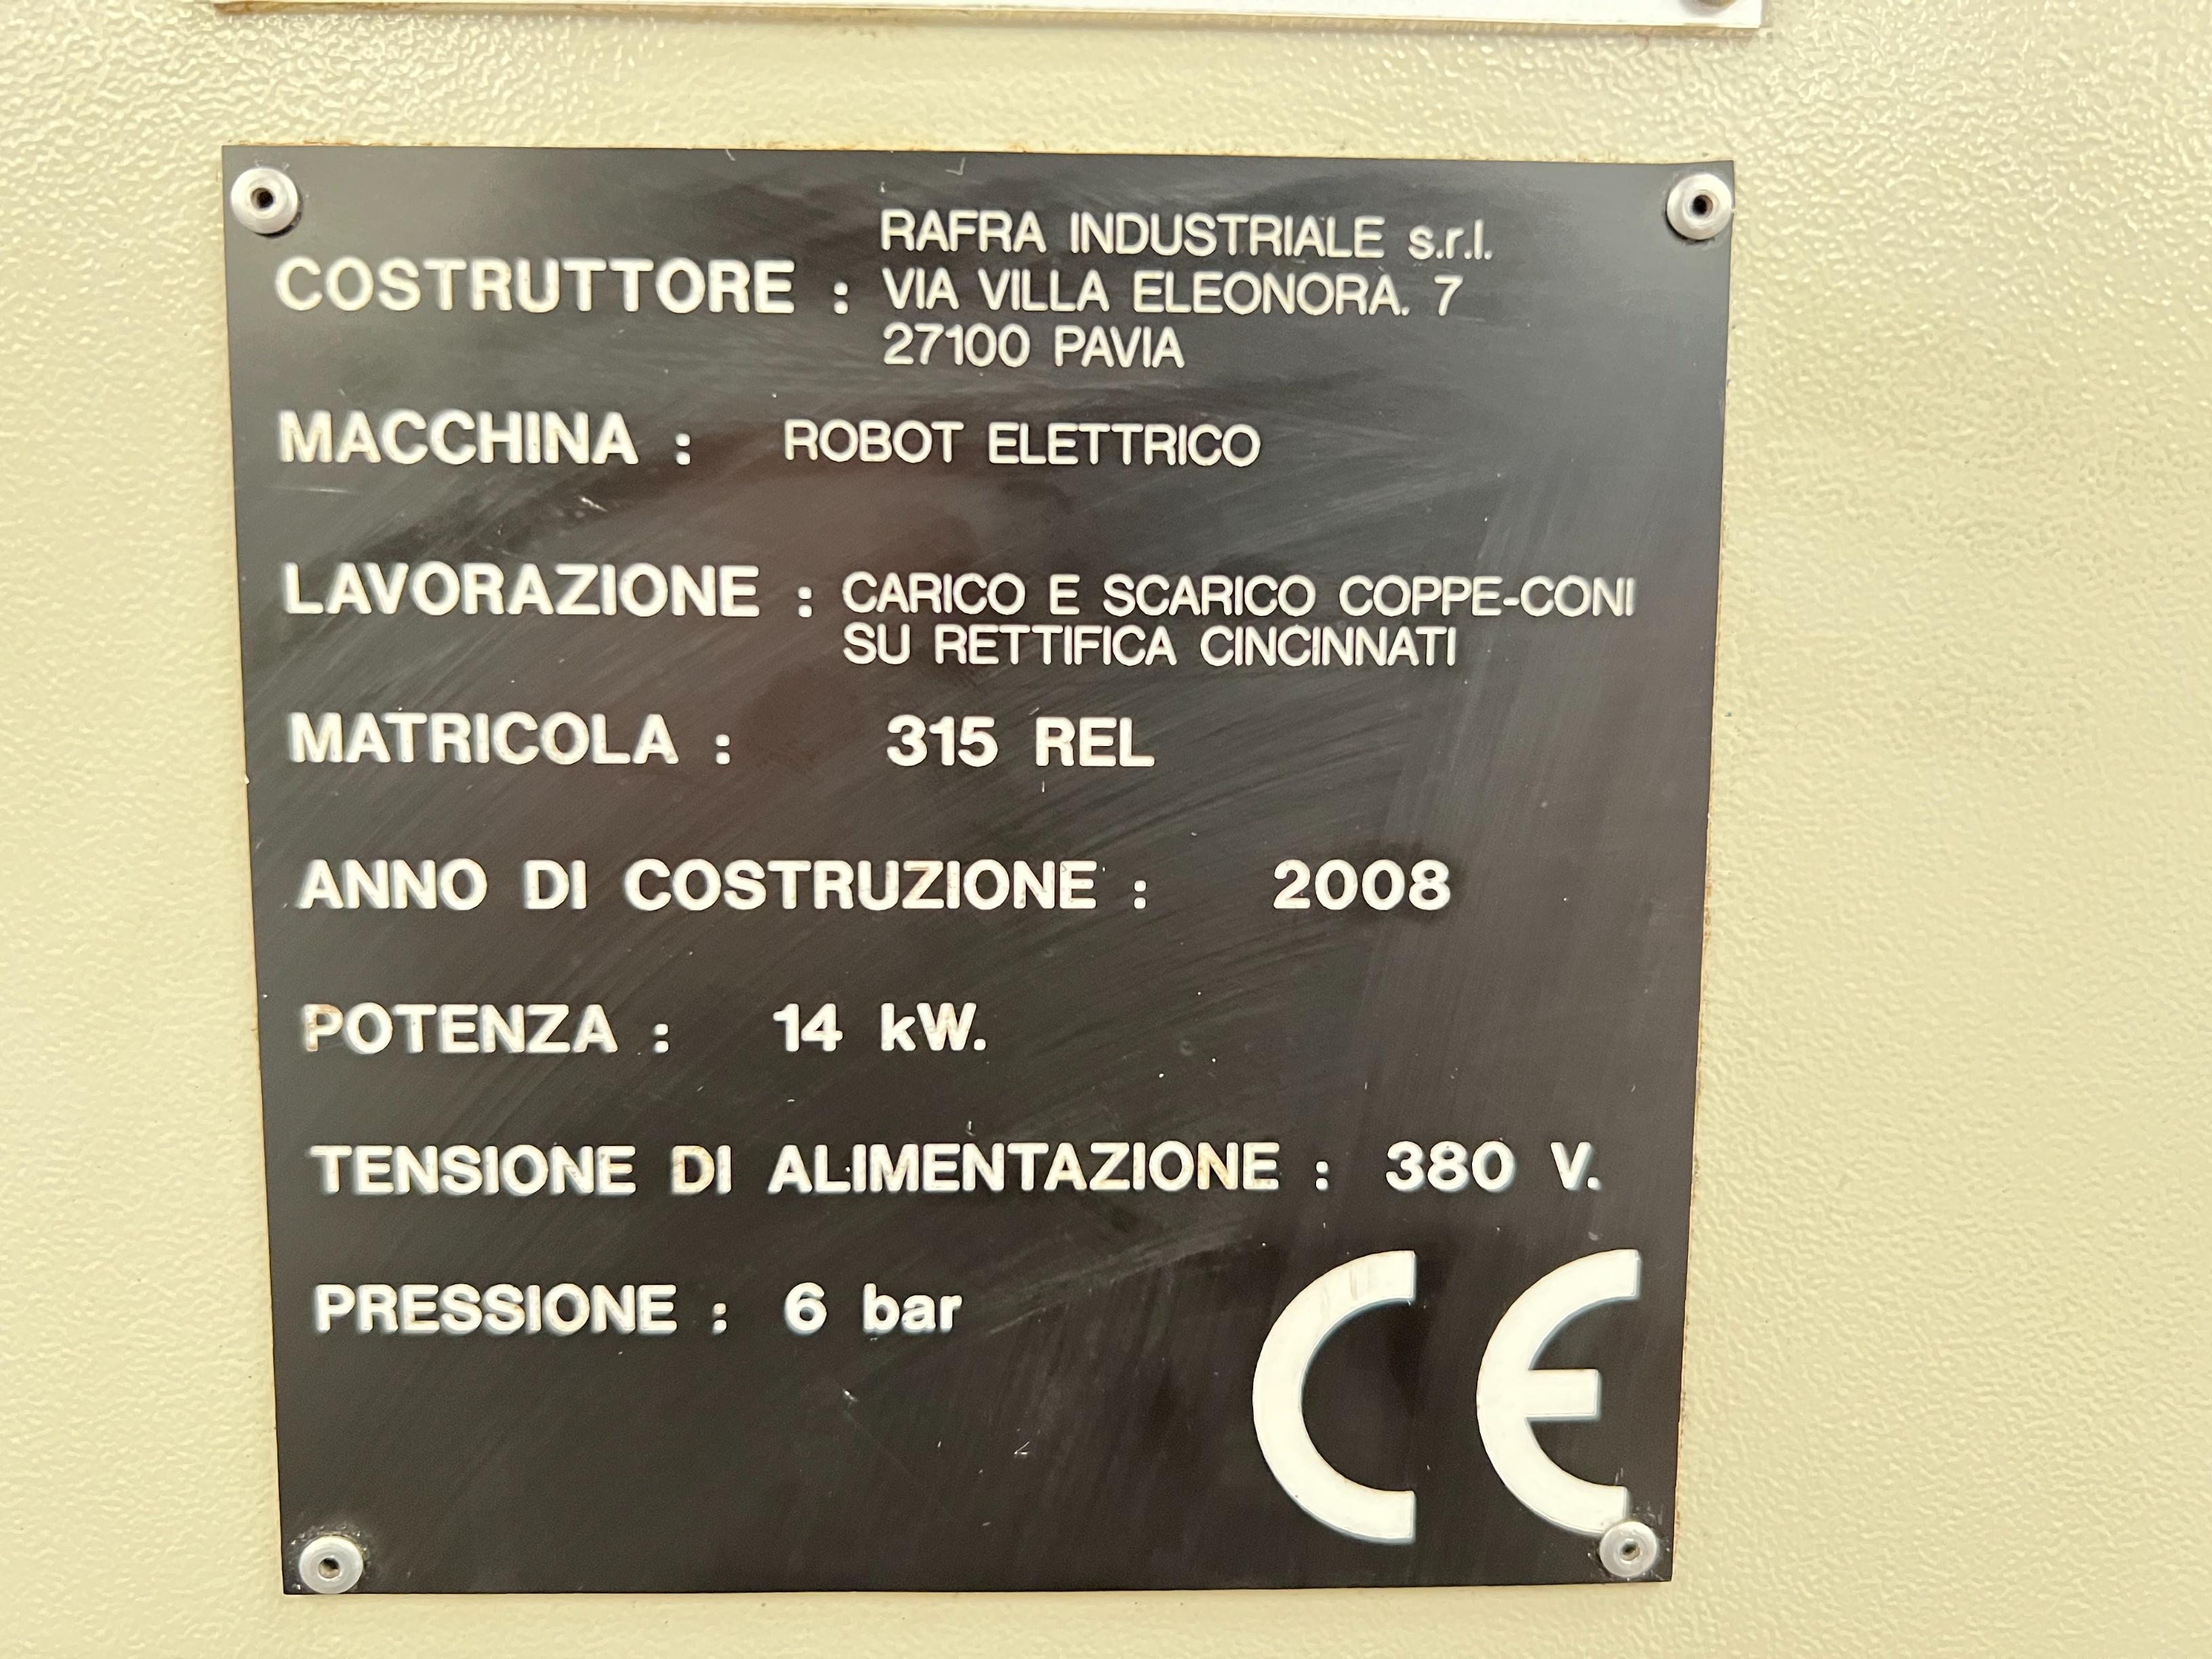 RAFRA INDUSTRIALE s.r.l.
COSTRUTTORE : VIA VILLA ELEONORA. 7
27100 PAVIA
MACCHINA : ROBOT ELETTRICO
LAVORAZIONE : CARICO E SCARICO COPPE-CONI
SU RETTIFICA CINCINNATI
MATRICOLA : 315 REL
ANNO DI COSTRUZIONE : 2008
POTENZA : 14 kW.
TENSIONE DI ALIMENTAZIONE : 380 V.
PRESSIONE : 6 bar
CE